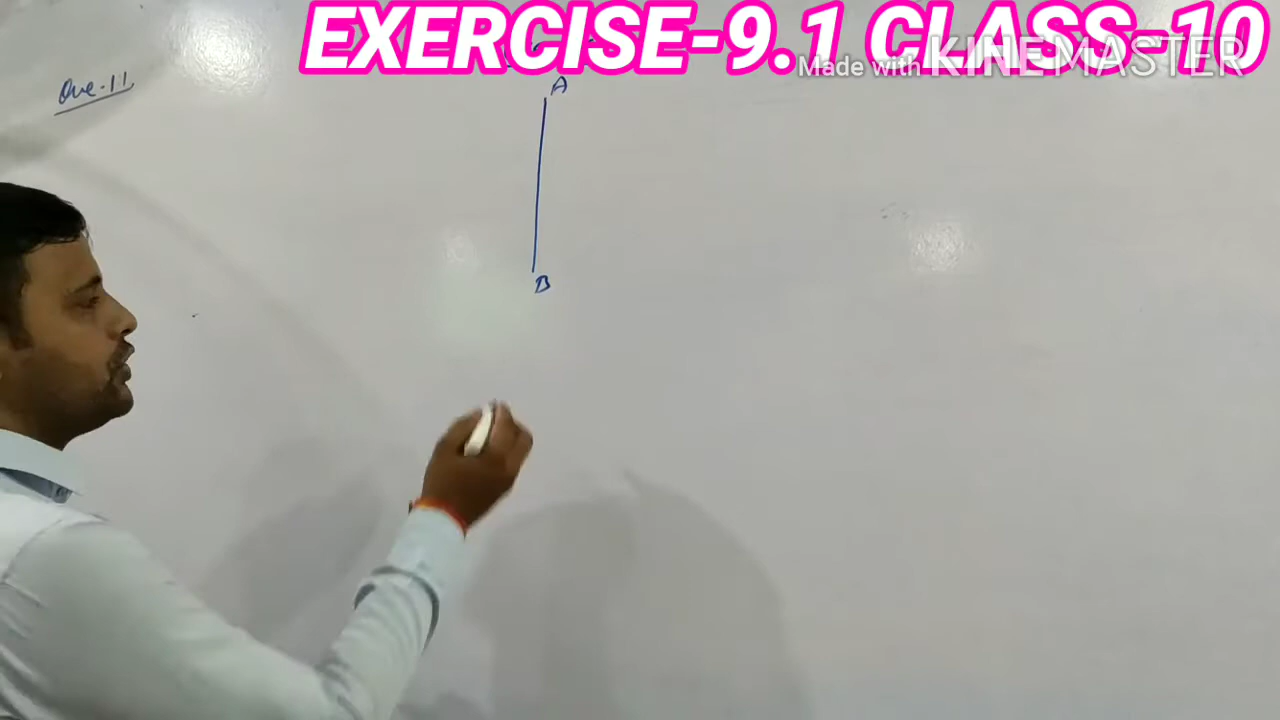 EXERCISE-9.1 CLASS-10
Made with KINEMASTER
Que.11
A
B